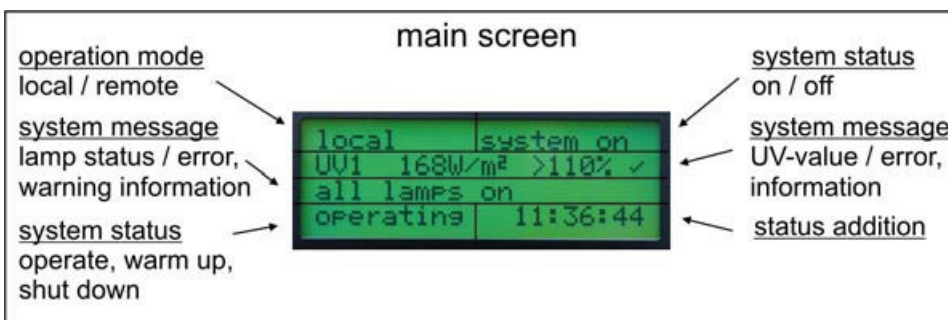 main screen
operation mode
local / remote
system message
lamp status / error,
warning information
system status
operate, warm up,
shut down
local system on
UV1 168W/m² >110% ✓
all lamps on
operating 11:36:44
system status
on / off
system message
UV-value / error,
information
status addition